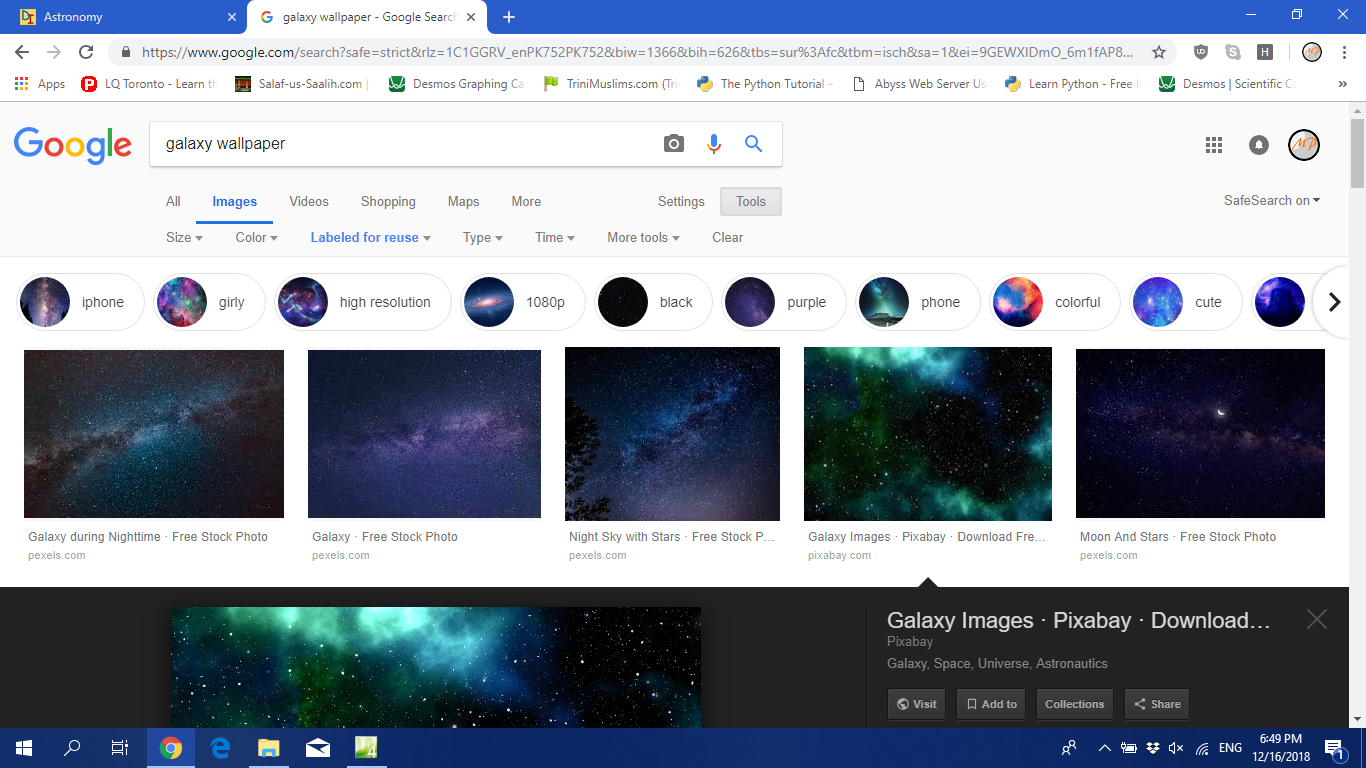 Astronomy
galaxy wallpaper - Google Search
https://www.google.com/search?safe=strict&rlz=1C1GGRV_enPK752PK752&biw=1366&bih=626&tbs=sur%3Afc&tbm=isch&sa=1&ei=9GEWXIDmO_6m1fAP8...
Apps LQ Toronto - Learn th Salaf-us-Saalih.com | Desmos Graphing Ca TriniMuslims.com (Tri The Python Tutorial – Abyss Web Server Us Learn Python - Free I Desmos | Scientific Ca »
Google
galaxy wallpaper
All Images Videos Shopping Maps More Settings Tools
SafeSearch on
Size Color Labeled for reuse Type Time More tools Clear
iphone girly high resolution 1080p black purple phone colorful cute
Galaxy during Nighttime · Free Stock Photo
pexels.com
Galaxy · Free Stock Photo
pexels.com
Night Sky with Stars · Free Stock P...
pexels.com
Galaxy Images · Pixabay · Download Fre...
pixabay.com
Moon And Stars · Free Stock Photo
pexels.com
Galaxy Images · Pixabay · Download…
Pixabay
Galaxy, Space, Universe, Astronautics
Visit Add to Collections Share
ENG
6:49 PM
12/16/2018
1